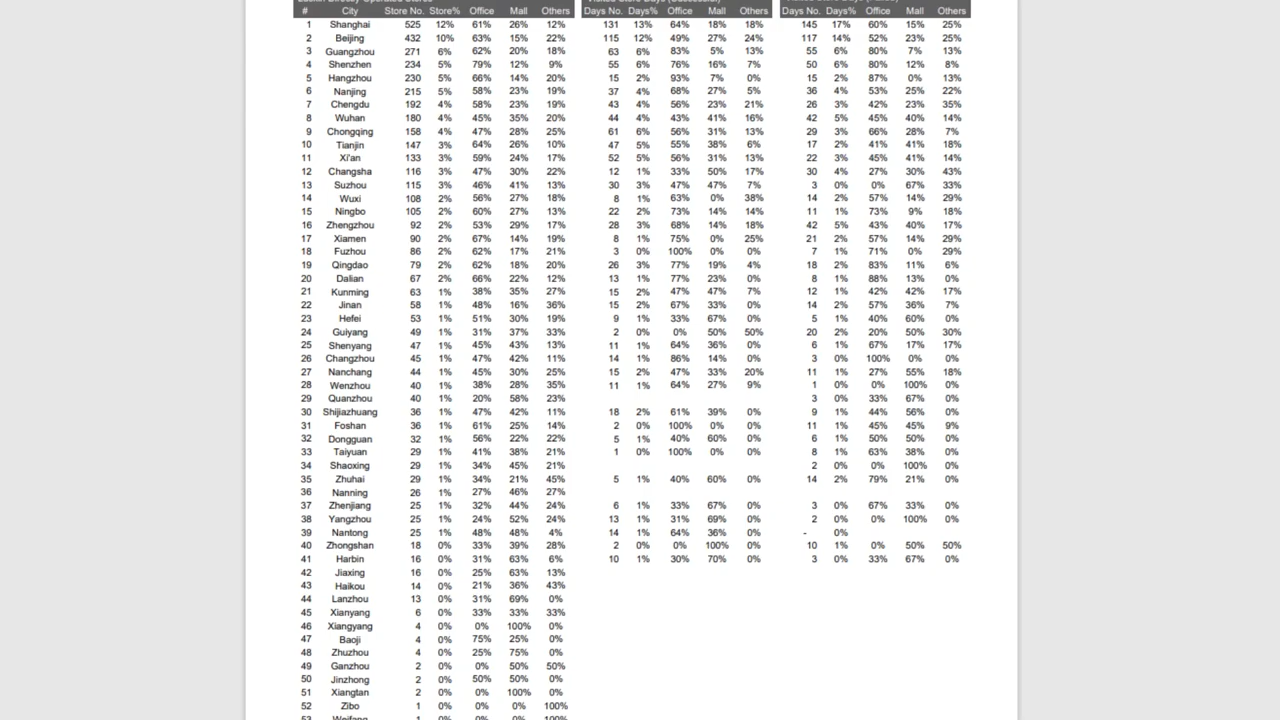 # City Store No. Store% Office Mall Others Days No. Days% Office Mall Others Days No. Days% Office Mall Others
1 Shanghai 525 12% 61% 26% 12% 131 13% 64% 18% 18% 145 17% 60% 15% 25%
2 Beijing 432 10% 63% 15% 22% 115 12% 49% 27% 24% 117 14% 52% 23% 25%
3 Guangzhou 271 6% 62% 20% 18% 63 6% 83% 5% 13% 55 6% 80% 7% 13%
4 Shenzhen 234 5% 79% 12% 9% 55 6% 76% 16% 7% 50 6% 80% 12% 8%
5 Hangzhou 230 5% 66% 14% 20% 15 2% 93% 7% 0% 15 2% 87% 0% 13%
6 Nanjing 215 5% 58% 23% 19% 37 4% 68% 27% 5% 36 4% 53% 25% 22%
7 Chengdu 192 4% 58% 23% 19% 43 4% 56% 23% 21% 26 3% 42% 23% 35%
8 Wuhan 180 4% 45% 35% 20% 44 4% 43% 41% 16% 42 5% 45% 40% 14%
9 Chongqing 158 4% 47% 28% 25% 61 6% 56% 31% 13% 29 3% 66% 28% 7%
10 Tianjin 147 3% 64% 26% 10% 47 5% 55% 38% 6% 17 2% 41% 41% 18%
11 Xi'an 133 3% 59% 24% 17% 52 5% 56% 31% 13% 22 3% 45% 41% 14%
12 Changsha 116 3% 47% 30% 22% 12 1% 33% 50% 17% 30 4% 27% 30% 43%
13 Suzhou 115 3% 46% 41% 13% 30 3% 47% 47% 7% 3 0% 0% 67% 33%
14 Wuxi 108 2% 56% 27% 18% 8 1% 63% 0% 38% 14 2% 57% 14% 29%
15 Ningbo 105 2% 60% 27% 13% 22 2% 73% 14% 14% 11 1% 73% 9% 18%
16 Zhengzhou 92 2% 53% 29% 17% 28 3% 68% 14% 18% 42 5% 43% 40% 17%
17 Xiamen 90 2% 67% 14% 19% 8 1% 75% 0% 25% 21 2% 57% 14% 29%
18 Fuzhou 86 2% 62% 17% 21% 3 0% 100% 0% 0% 7 1% 71% 0% 29%
19 Qingdao 79 2% 62% 18% 20% 26 3% 77% 19% 4% 18 2% 83% 11% 6%
20 Dalian 67 2% 66% 22% 12% 13 1% 77% 23% 0% 8 1% 88% 13% 0%
21 Kunming 63 1% 38% 35% 27% 15 2% 47% 47% 7% 12 1% 42% 42% 17%
22 Jinan 58 1% 48% 16% 36% 15 2% 67% 33% 0% 14 2% 57% 36% 7%
23 Hefei 53 1% 51% 30% 19% 9 1% 33% 67% 0% 5 1% 40% 60% 0%
24 Guiyang 49 1% 31% 37% 33% 2 0% 0% 50% 50% 20 2% 20% 50% 30%
25 Shenyang 47 1% 45% 43% 13% 11 1% 64% 36% 0% 6 1% 67% 17% 17%
26 Changzhou 45 1% 47% 42% 11% 14 1% 86% 14% 0% 3 0% 100% 0% 0%
27 Nanchang 44 1% 45% 30% 25% 15 2% 47% 33% 20% 11 1% 27% 55% 18%
28 Wenzhou 40 1% 38% 28% 35% 11 1% 64% 27% 9% 1 0% 0% 100% 0%
29 Quanzhou 40 1% 20% 58% 23% 3 0% 33% 67% 0%
30 Shijiazhuang 36 1% 47% 42% 11% 18 2% 61% 39% 0% 9 1% 44% 56% 0%
31 Foshan 36 1% 61% 25% 14% 2 0% 100% 0% 0% 11 1% 45% 45% 9%
32 Dongguan 32 1% 56% 22% 22% 5 1% 40% 60% 0% 6 1% 50% 50% 0%
33 Taiyuan 29 1% 41% 38% 21% 1 0% 100% 0% 0% 8 1% 63% 38% 0%
34 Shaoxing 29 1% 34% 45% 21% 2 0% 0% 100% 0%
35 Zhuhai 29 1% 34% 21% 45% 5 1% 40% 60% 0% 14 2% 79% 21% 0%
36 Nanning 26 1% 27% 46% 27%
37 Zhenjiang 25 1% 32% 44% 24% 6 1% 33% 67% 0% 3 0% 67% 33% 0%
38 Yangzhou 25 1% 24% 52% 24% 13 1% 31% 69% 0% 2 0% 0% 100% 0%
39 Nantong 25 1% 48% 48% 4% 14 1% 64% 36% 0% - 0%
40 Zhongshan 18 0% 33% 39% 28% 2 0% 0% 100% 0% 10 1% 0% 50% 50%
41 Harbin 16 0% 31% 63% 6% 10 1% 30% 70% 0% 3 0% 33% 67% 0%
42 Jiaxing 16 0% 25% 63% 13%
43 Haikou 14 0% 21% 36% 43%
44 Lanzhou 13 0% 31% 69% 0%
45 Xianyang 6 0% 33% 33% 33%
46 Xiangyang 4 0% 0% 100% 0%
47 Baoji 4 0% 75% 25% 0%
48 Zhuzhou 4 0% 25% 75% 0%
49 Ganzhou 2 0% 0% 50% 50%
50 Jinzhong 2 0% 50% 50% 0%
51 Xiangtan 2 0% 0% 100% 0%
52 Zibo 1 0% 0% 0% 100%
53 Weifang 1 0% 0% 0% 100%